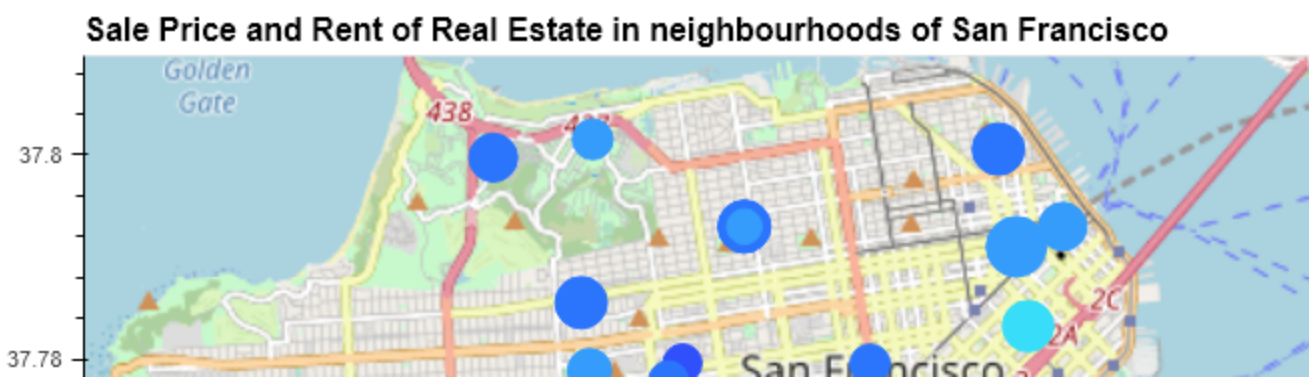 Sale Price and Rent of Real Estate in neighbourhoods of San Francisco
Golden
Gate
438
37.8
2C
2A
37.78
San Francisco